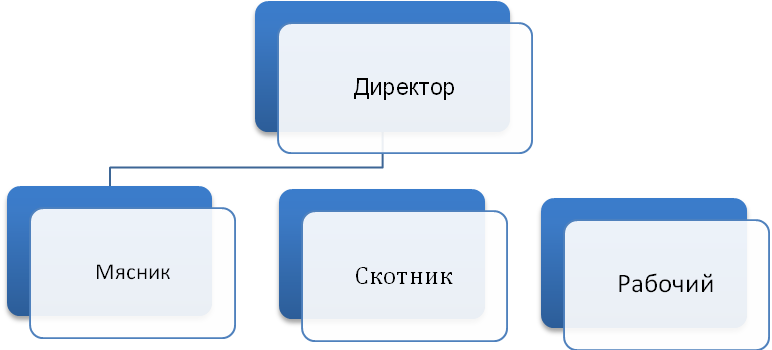 Директор
Мясник
Скотник
Рабочий